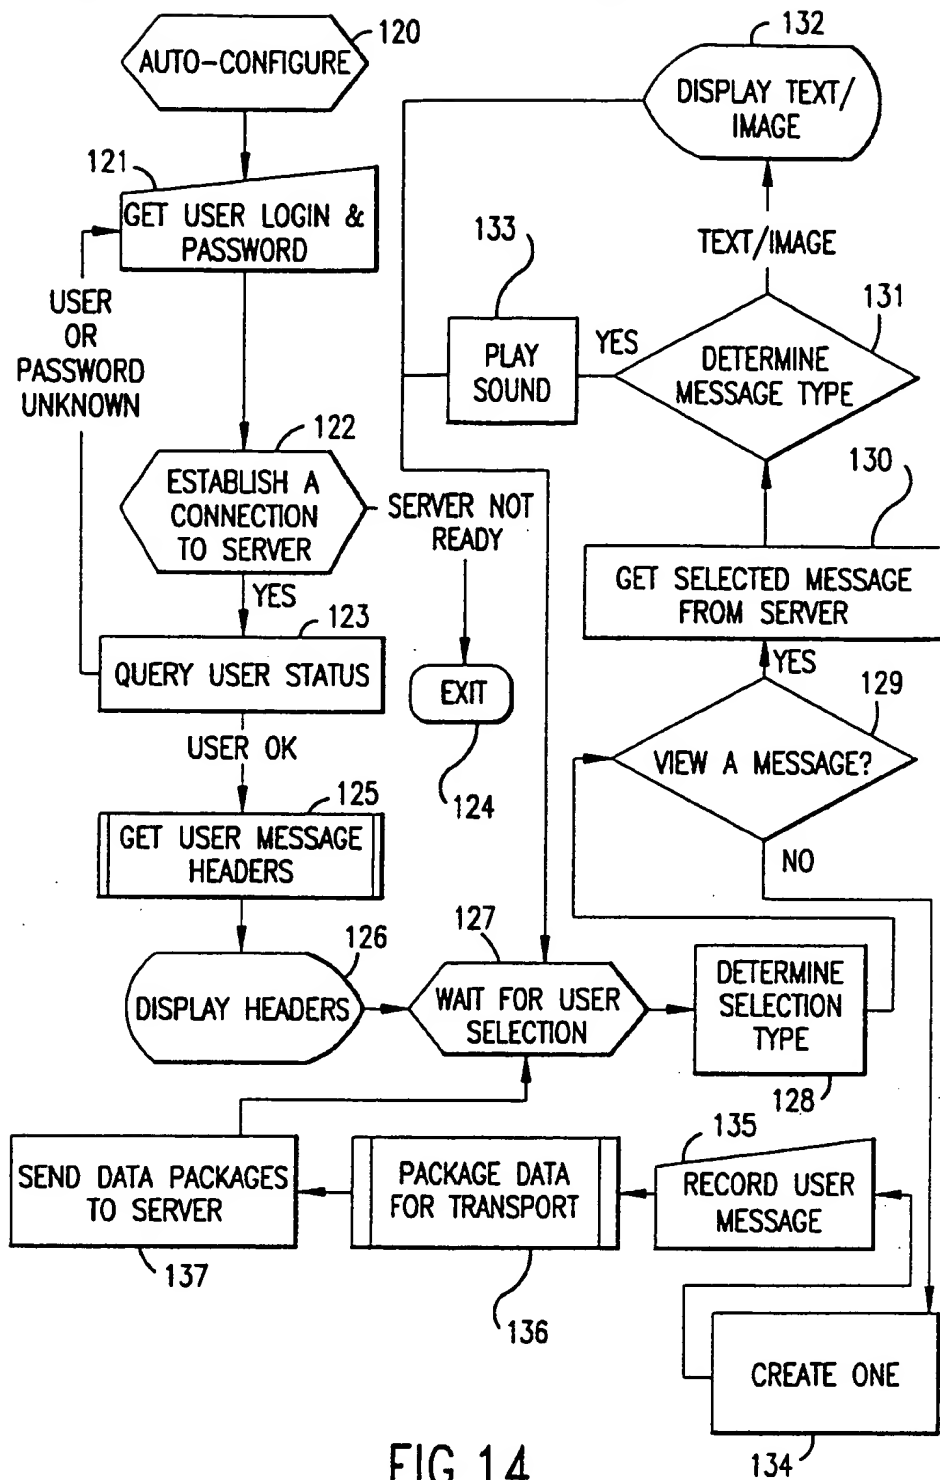 120
AUTO-CONFIGURE
121
GET USER LOGIN &
PASSWORD
USER
OR
PASSWORD
UNKNOWN
122
ESTABLISH A
CONNECTION
TO SERVER
SERVER NOT
READY
YES
123
QUERY USER STATUS
EXIT
124
USER OK
125
GET USER MESSAGE
HEADERS
126
DISPLAY HEADERS
127
WAIT FOR USER
SELECTION
DETERMINE
SELECTION
TYPE
128
VIEW A MESSAGE?
129
YES
NO
GET SELECTED MESSAGE
FROM SERVER
130
DETERMINE
MESSAGE TYPE
131
TEXT/IMAGE
YES
DISPLAY TEXT/
IMAGE
132
PLAY
SOUND
133
CREATE ONE
134
RECORD USER
MESSAGE
135
PACKAGE DATA
FOR TRANSPORT
136
SEND DATA PACKAGES
TO SERVER
137
FIG.14